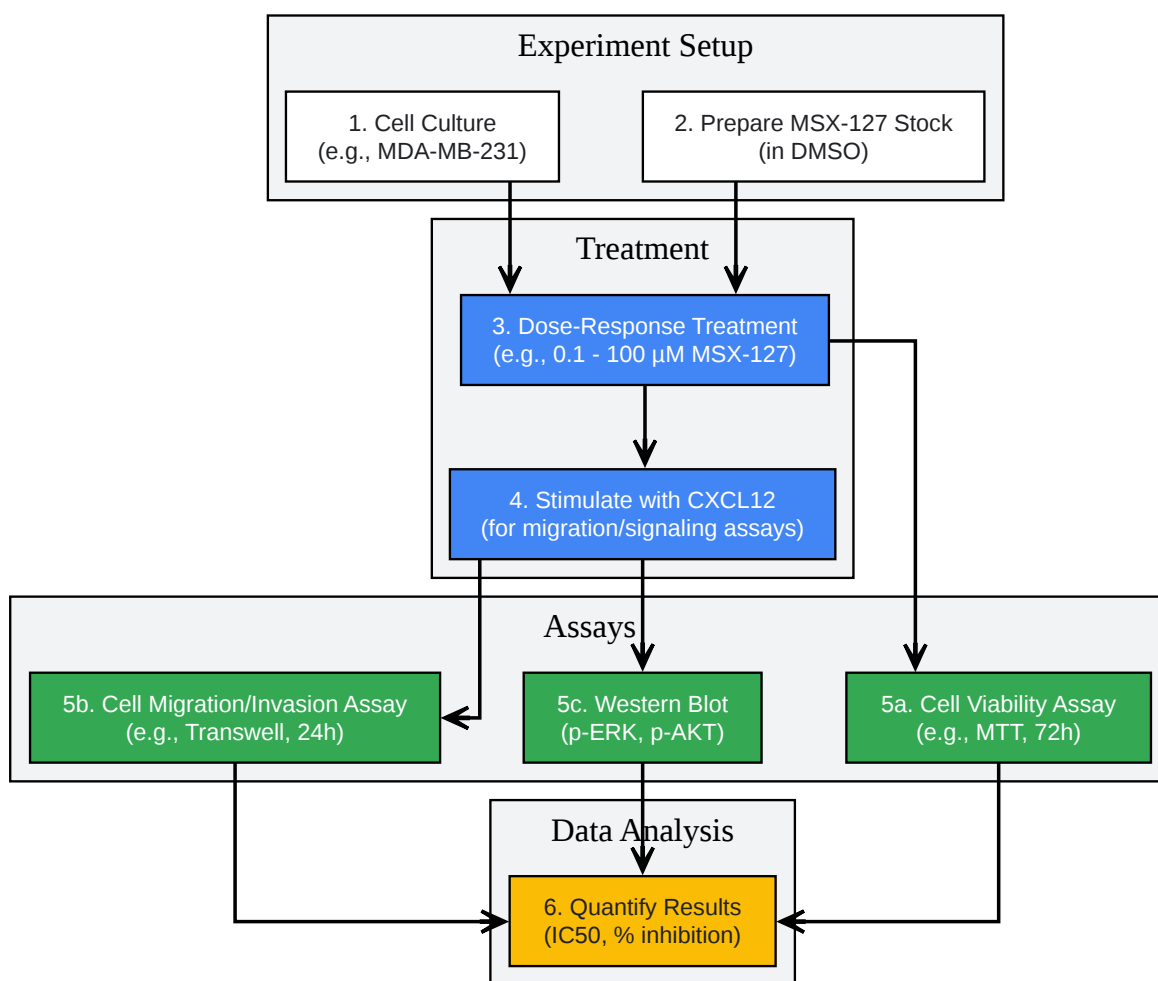 Experiment Setup
1. Cell Culture
(e.g., MDA-MB-231)
2. Prepare MSX-127 Stock
(in DMSO)
Treatment
3. Dose-Response Treatment
(e.g., 0.1 - 100 µM MSX-127)
4. Stimulate with CXCL12
(for migration/signaling assays)
Assays
5b. Cell Migration/Invasion Assay
(e.g., Transwell, 24h)
5c. Western Blot
(p-ERK, p-AKT)
5a. Cell Viability Assay
(e.g., MTT, 72h)
Data Analysis
6. Quantify Results
(IC50, % inhibition)